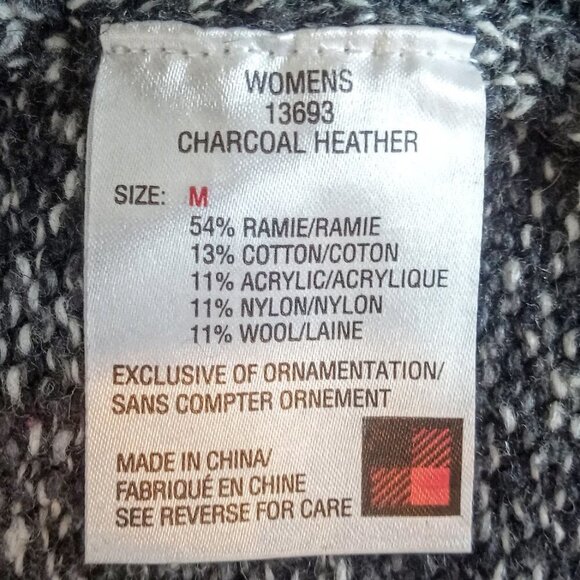 WOMENS
13693
CHARCOAL HEATHER
SIZE: M
54% RAMIE/RAMIE
13% COTTON/COTON
11% ACRYLIC/ACRYLIQUE
11% NYLON/NYLON
11% WOOL/LAINE
EXCLUSIVE OF ORNAMENTATION/
SANS COMPTER ORNEMENT
MADE IN CHINA/
FABRIQUÉ EN CHINE
SEE REVERSE FOR CARE